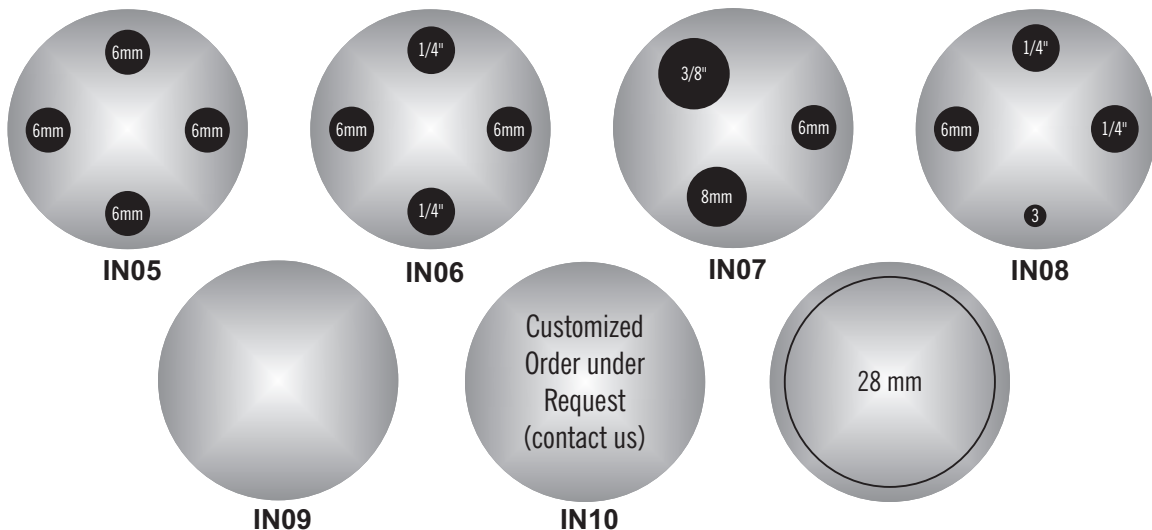 6mm
6mm
6mm
6mm
IN05
1/4"
6mm
6mm
1/4"
IN06
3/8"
6mm
8mm
IN07
1/4"
6mm
1/4"
3
IN08
IN09
Customized
Order under
Request
(contact us)
IN10
28 mm